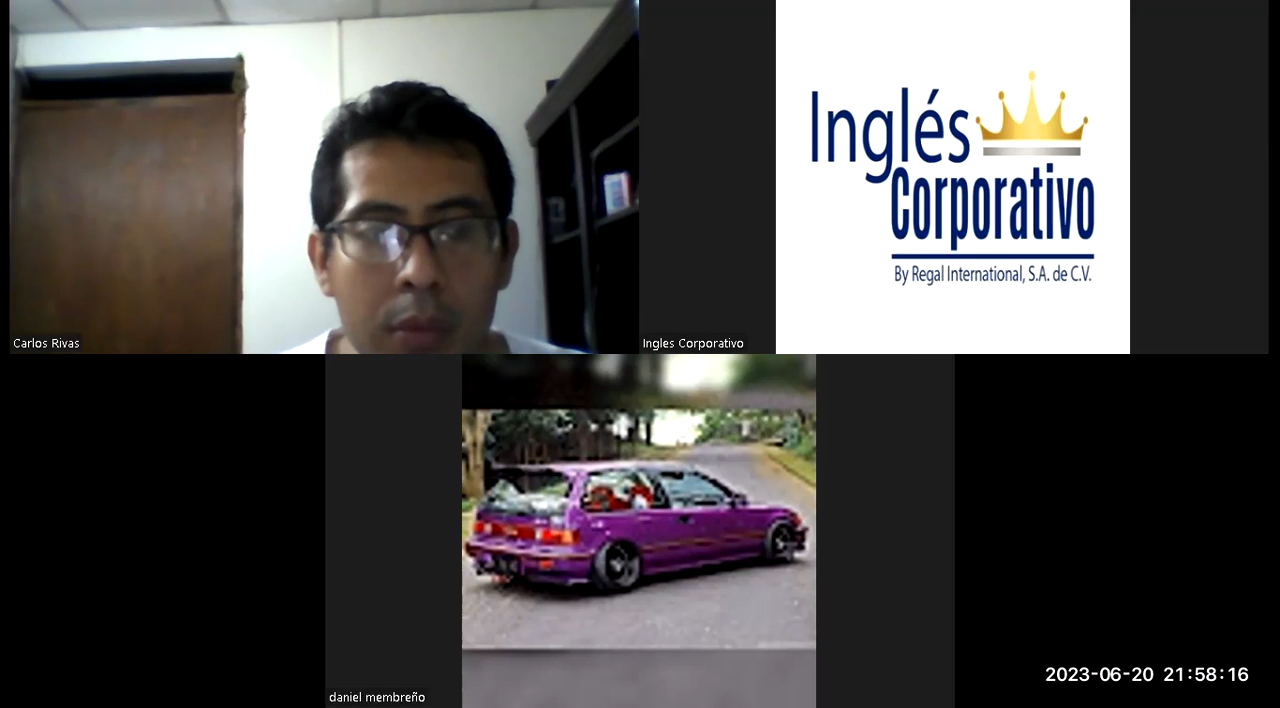 Inglés
Corporativo
By Regal International, S.A. de C.V.
Carlos Rivas
Ingles Corporativo
daniel membreño
2023-06-20 21:58:16